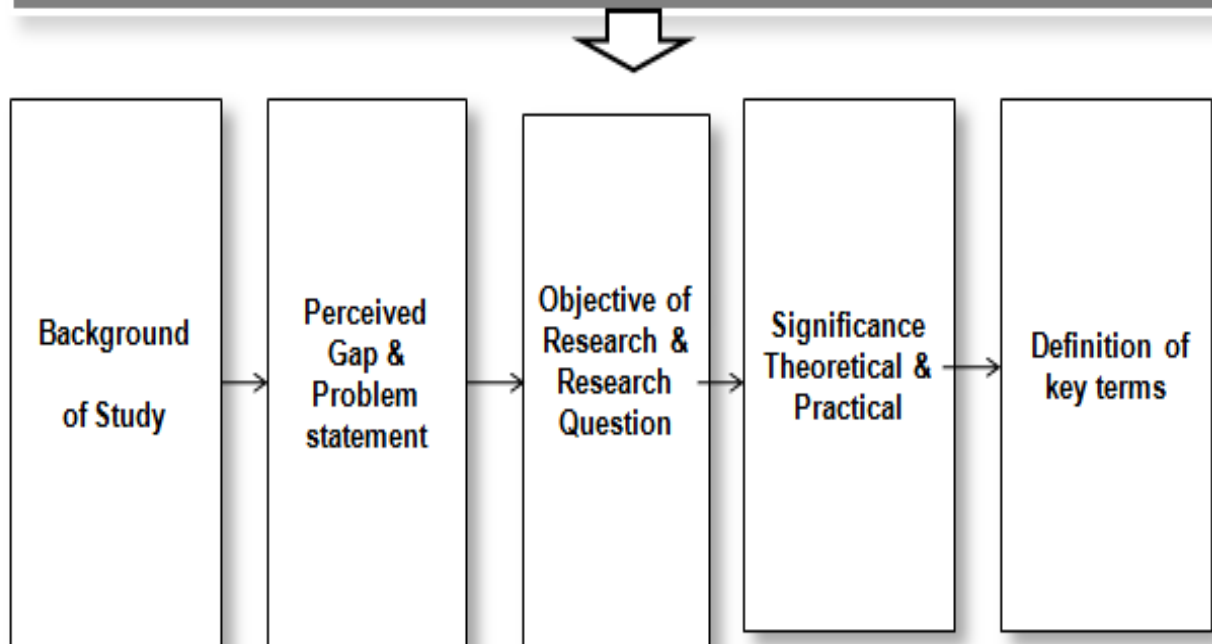 Background
of Study
Perceived
Gap &
Problem
statement
Objective of
Research &
Research
Question
Significance
Theoretical &
Practical
Definition of
key terms